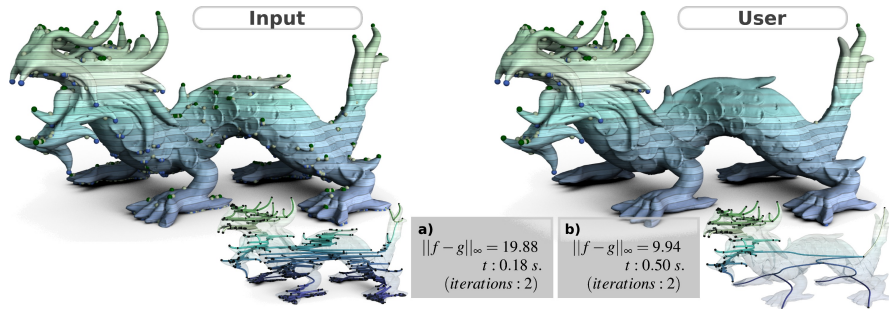 Input
User
a)
||f − g||∞ = 19.88
t : 0.18 s.
(iterations : 2)
b)
||f − g||∞ = 9.94
t : 0.50 s.
(iterations : 2)